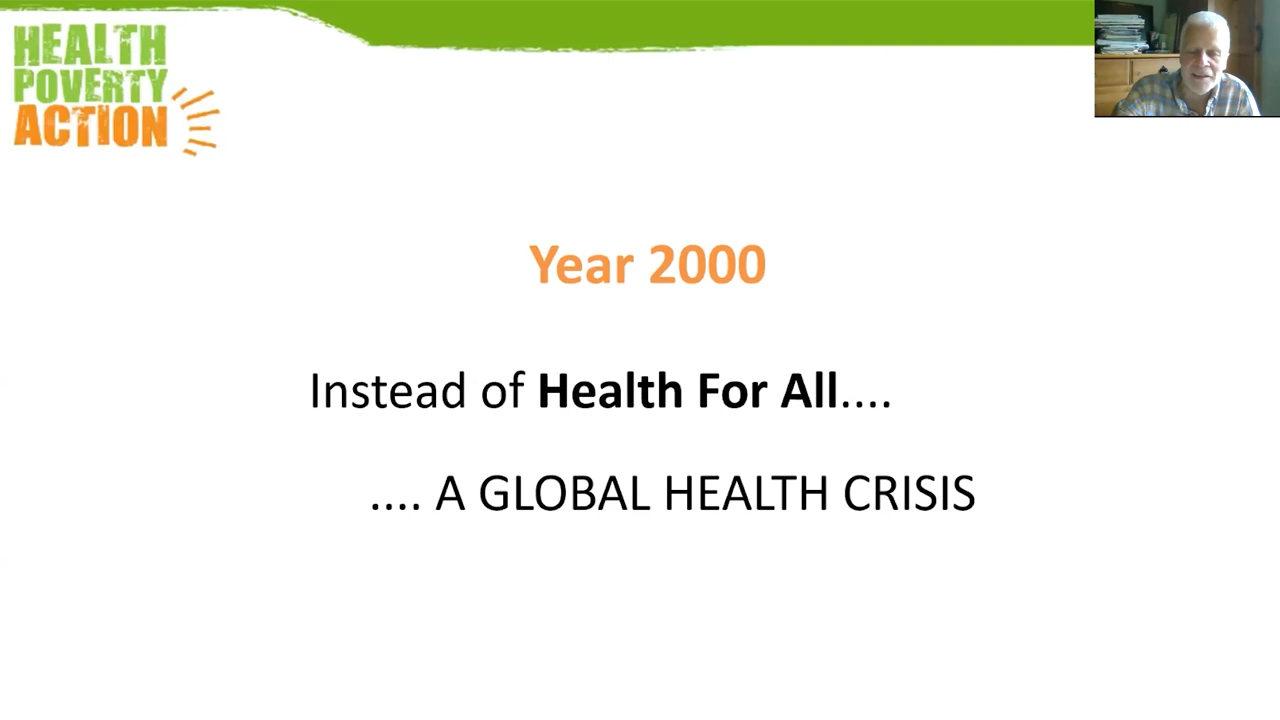 HEALTH
POVERTY
ACTION
Year 2000
Instead of Health For All....
.... A GLOBAL HEALTH CRISIS